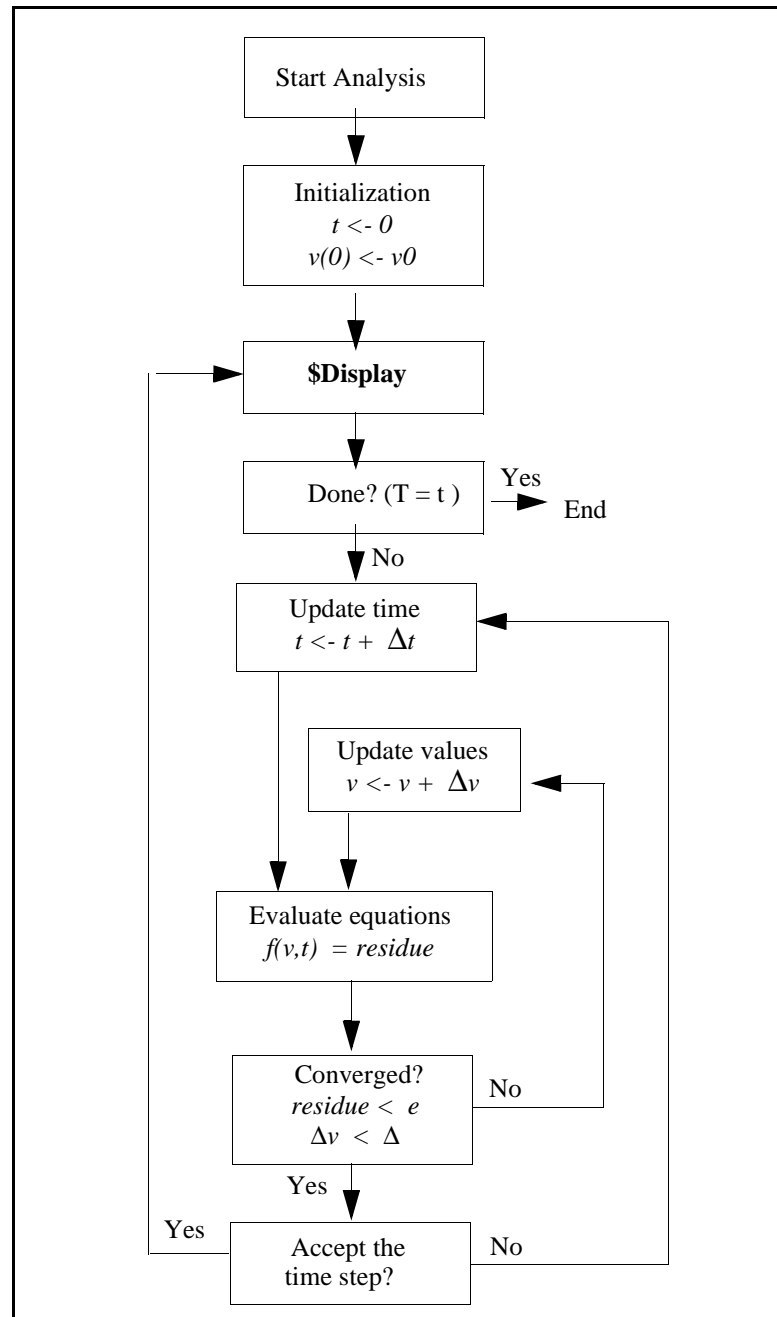 Start Analysis
Initialization
t <- 0
v(0) <- v0
$Display
Done? (T = t )
Yes
End
No
Update time
t <- t + Δt
Update values
v <- v + Δv
Evaluate equations
f(v,t) = residue
Converged?
residue < e
Δv < Δ
No
Yes
Yes
Accept the
time step?
No